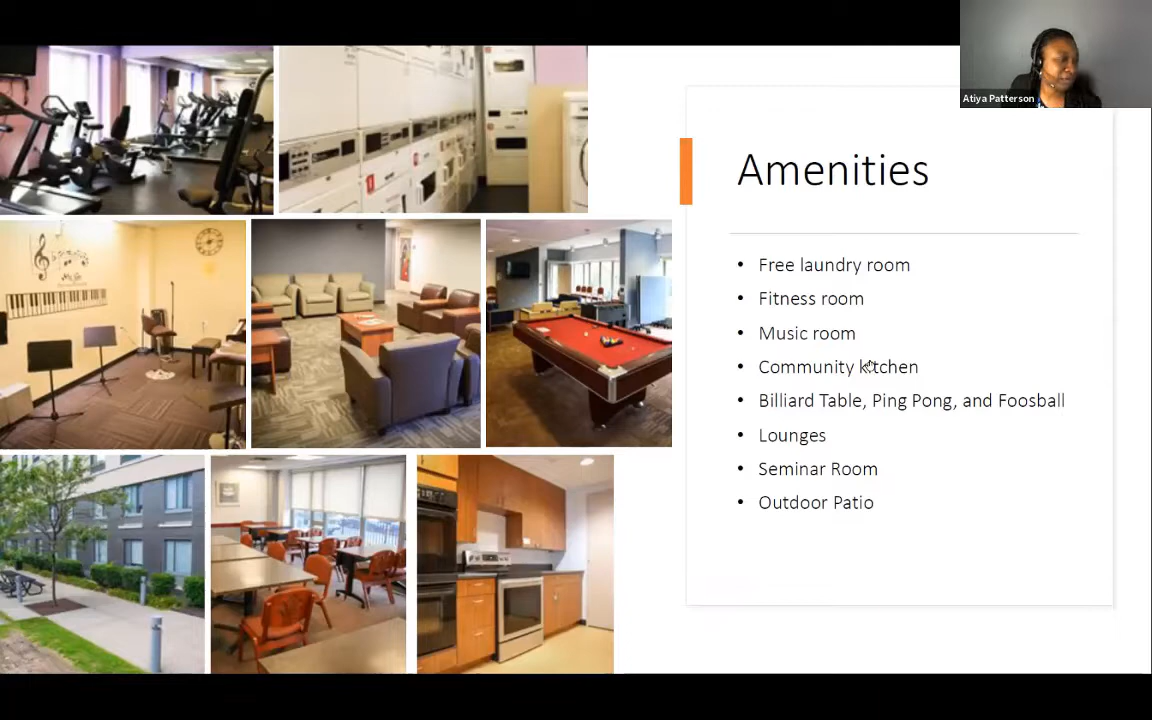 Atiya Patterson
Amenities
• Free laundry room
• Fitness room
• Music room
• Community kitchen
• Billiard Table, Ping Pong, and Foosball
• Lounges
• Seminar Room
• Outdoor Patio